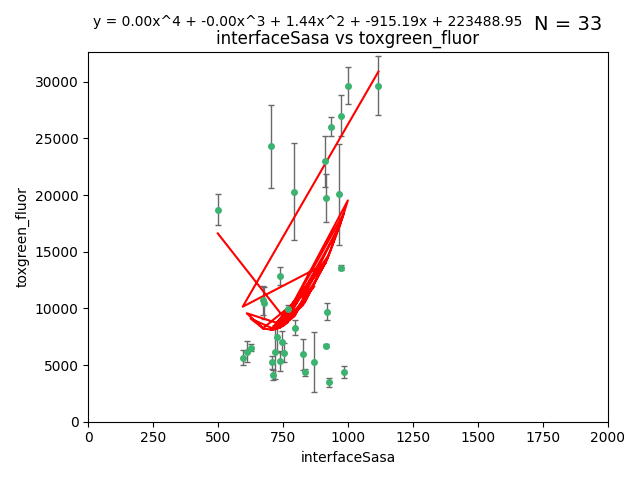 y = 0.00x^4 + -0.00x^3 + 1.44x^2 + -915.19x + 223488.95 N = 33
interfaceSasa vs toxgreen_fluor
30000
25000
20000
15000
10000
5000
0
toxgreen_fluor
0 250 500 750 1000 1250 1500 1750 2000
interfaceSasa